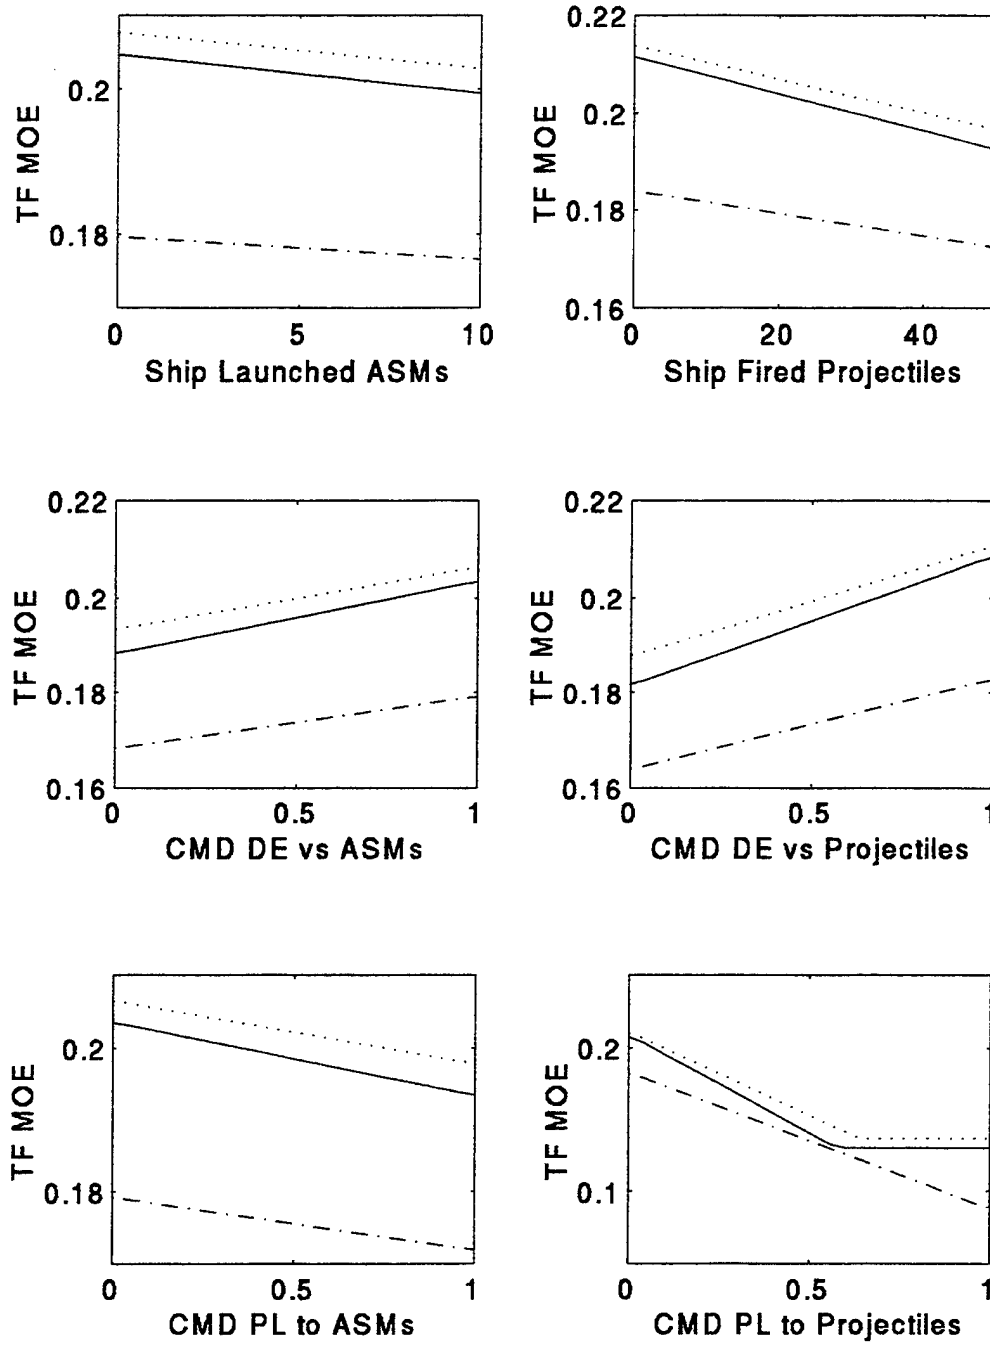 TF MOE
0.2
0.18
0 5 10
Ship Launched ASMs
TF MOE
0.22
0.2
0.18
0.16
0 20 40
Ship Fired Projectiles
TF MOE
0.22
0.2
0.18
0.16
0 0.5 1
CMD DE vs ASMs
TF MOE
0.22
0.2
0.18
0.16
0 0.5 1
CMD DE vs Projectiles
TF MOE
0.2
0.18
0 0.5 1
CMD PL to ASMs
TF MOE
0.2
0.1
0 0.5 1
CMD PL to Projectiles